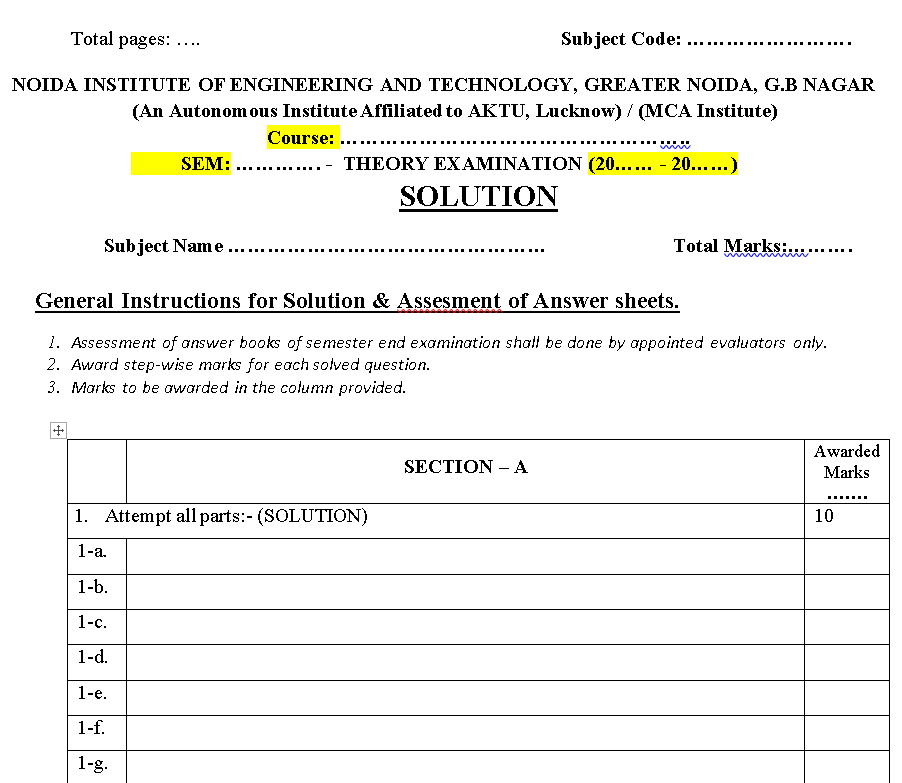 Total pages: …. Subject Code: …………………….
NOIDA INSTITUTE OF ENGINEERING AND TECHNOLOGY, GREATER NOIDA, G.B NAGAR
(An Autonomous Institute Affiliated to AKTU, Lucknow) / (MCA Institute)
Course: …………………………………………… …..
SEM: …………. - THEORY EXAMINATION (20…… - 20……)
SOLUTION
Subject Name ………………………………………… Total Marks:………
General Instructions for Solution & Assesment of Answer sheets.
1. Assessment of answer books of semester end examination shall be done by appointed evaluators only.
2. Award step-wise marks for each solved question.
3. Marks to be awarded in the column provided.
SECTION – A
Awarded
Marks
…….
1. Attempt all parts:- (SOLUTION) 10
1-a.
1-b.
1-c.
1-d.
1-e.
1-f.
1-g.